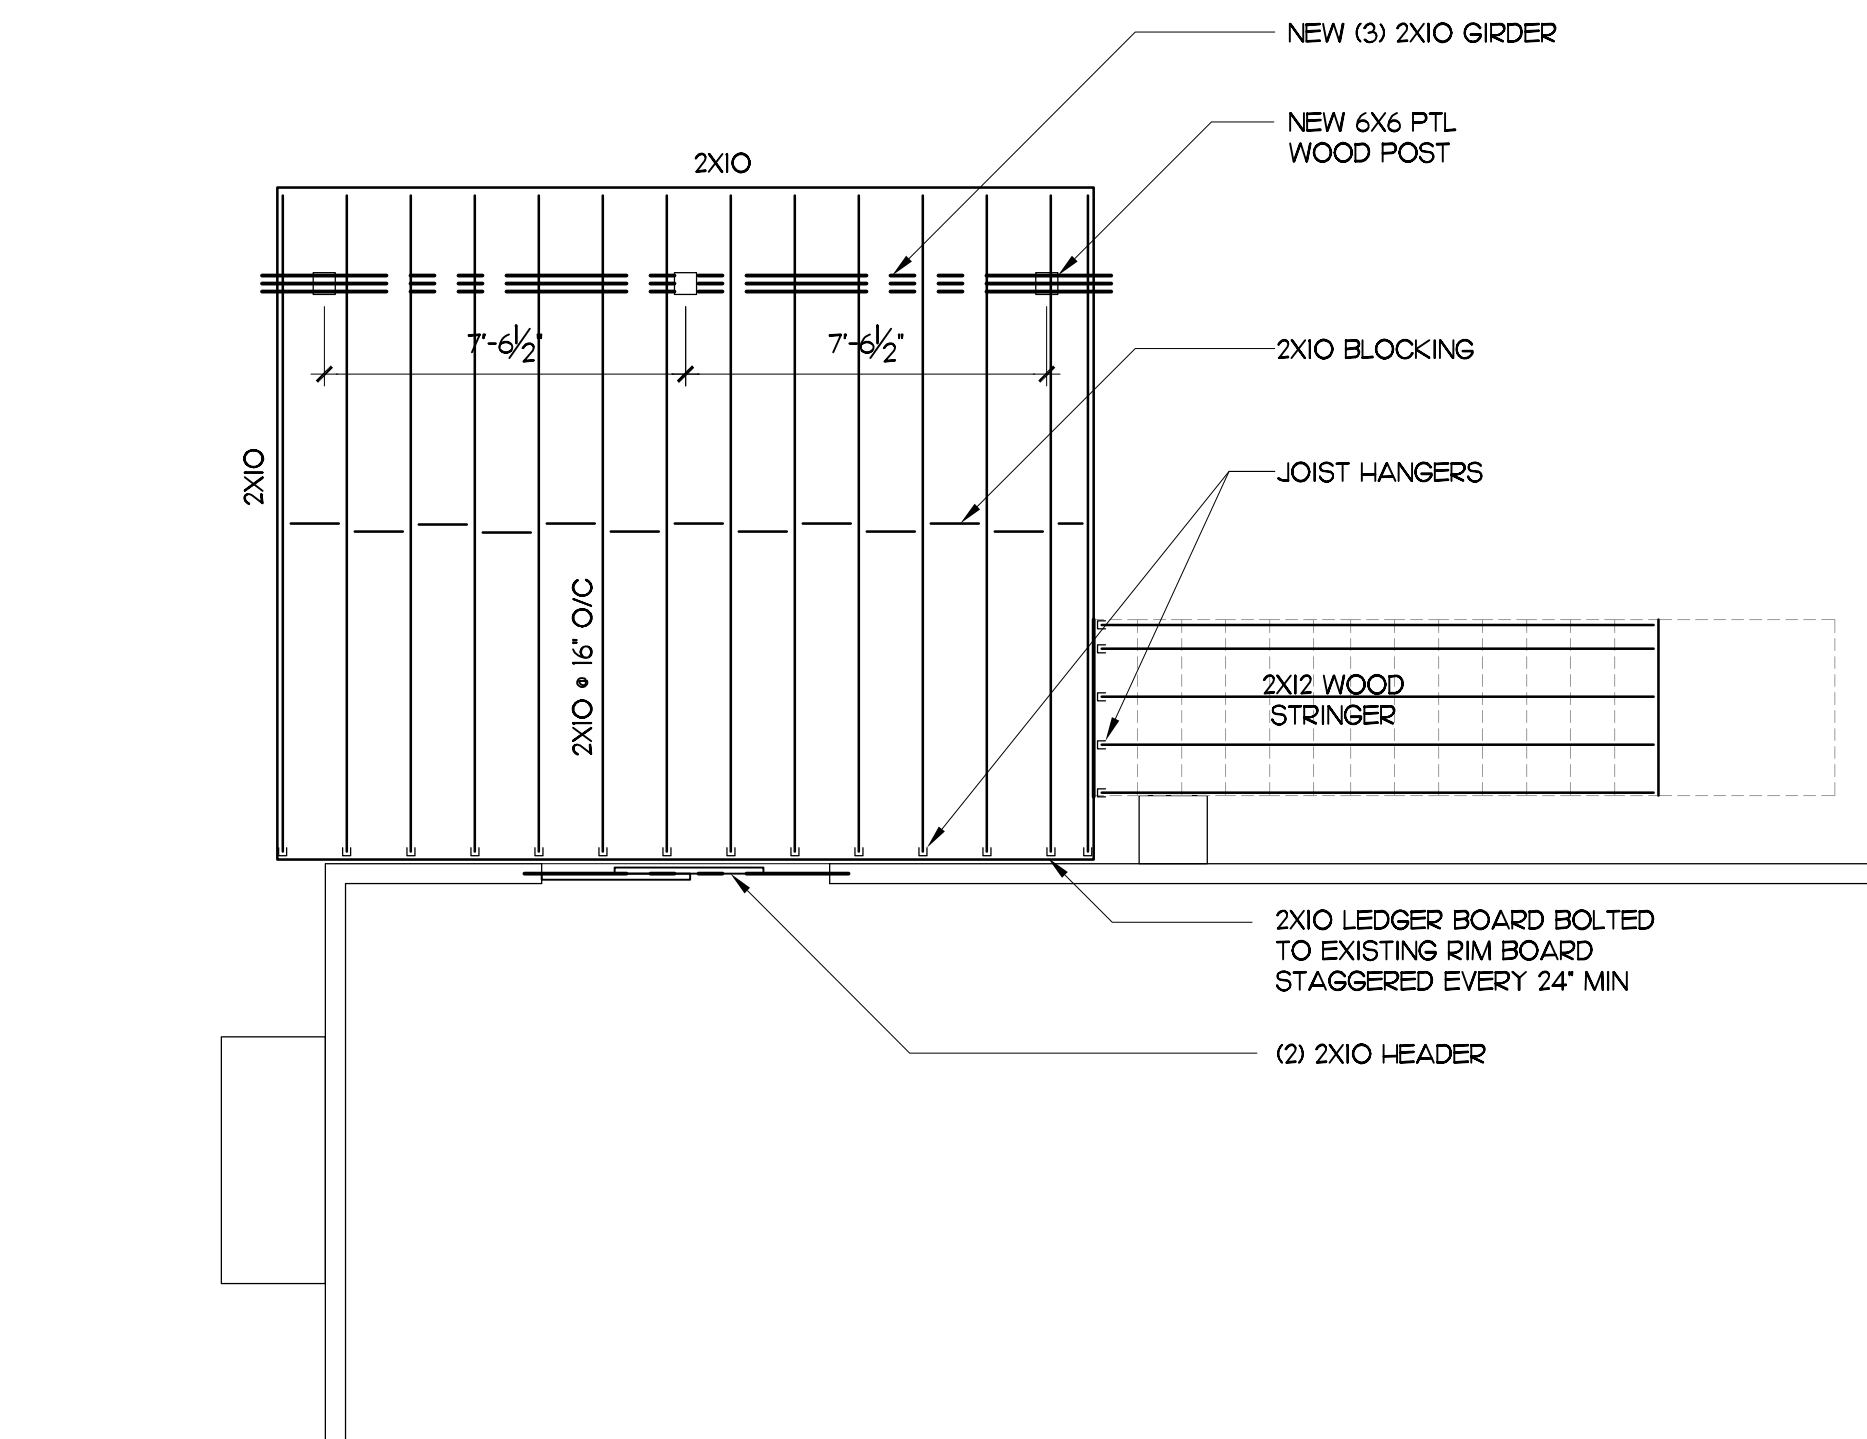 NEW (3) 2X10 GIRDER
NEW 6X6 PTL
WOOD POST
2X10
7'-6½"
7'-6½"
2X10 BLOCKING
2X10
JOIST HANGERS
2X10 @ 16" O/C
2X12 WOOD
STRINGER
2X10 LEDGER BOARD BOLTED
TO EXISTING RIM BOARD
STAGGERED EVERY 24" MIN
(2) 2X10 HEADER